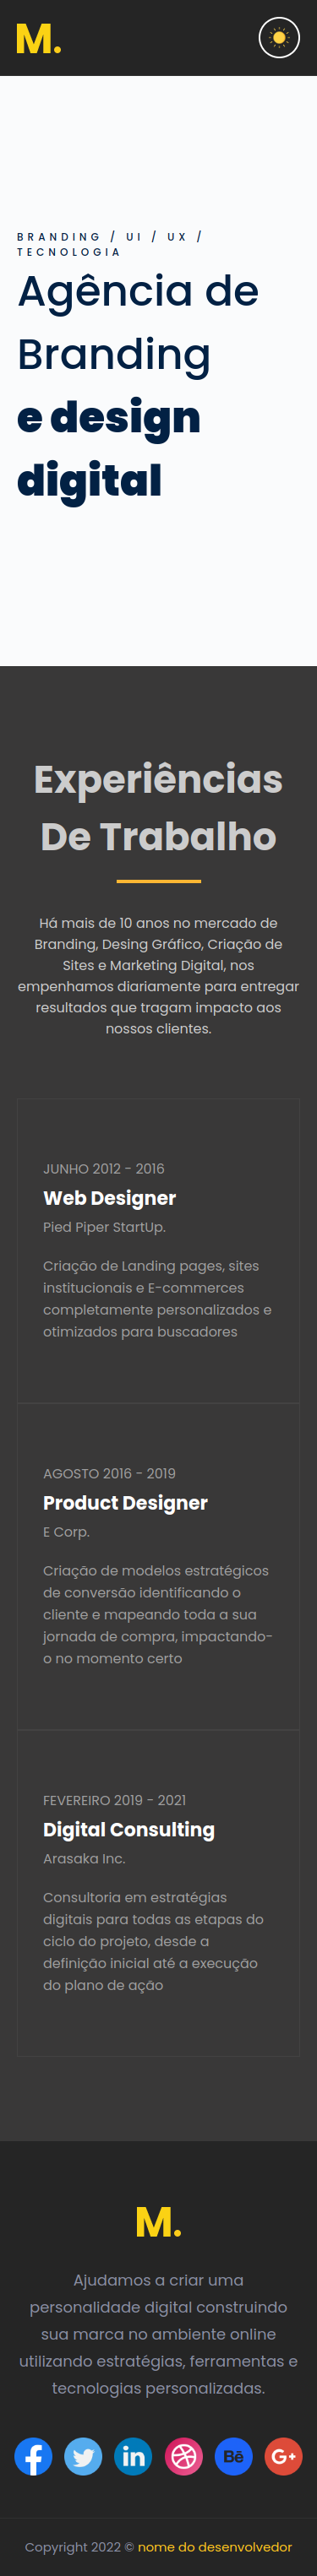 M.
BRANDING / UI / UX /
TECNOLOGIA
Agência de
Branding
e design
digital
Experiências
De Trabalho
Há mais de 10 anos no mercado de
Branding, Desing Gráfico, Criação de
Sites e Marketing Digital, nos
empenhamos diariamente para entregar
resultados que tragam impacto aos
nossos clientes.
JUNHO 2012 - 2016
Web Designer
Pied Piper StartUp.
Criação de Landing pages, sites
institucionais e E-commerces
completamente personalizados e
otimizados para buscadores
AGOSTO 2016 - 2019
Product Designer
E Corp.
Criação de modelos estratégicos
de conversão identificando o
cliente e mapeando toda a sua
jornada de compra, impactando-
o no momento certo
FEVEREIRO 2019 - 2021
Digital Consulting
Arasaka Inc.
Consultoria em estratégias
digitais para todas as etapas do
ciclo do projeto, desde a
definição inicial até a execução
do plano de ação
M.
Ajudamos a criar uma
personalidade digital construindo
sua marca no ambiente online
utilizando estratégias, ferramentas e
tecnologias personalizadas.
f in Bē G+
Copyright 2022 © nome do desenvolvedor